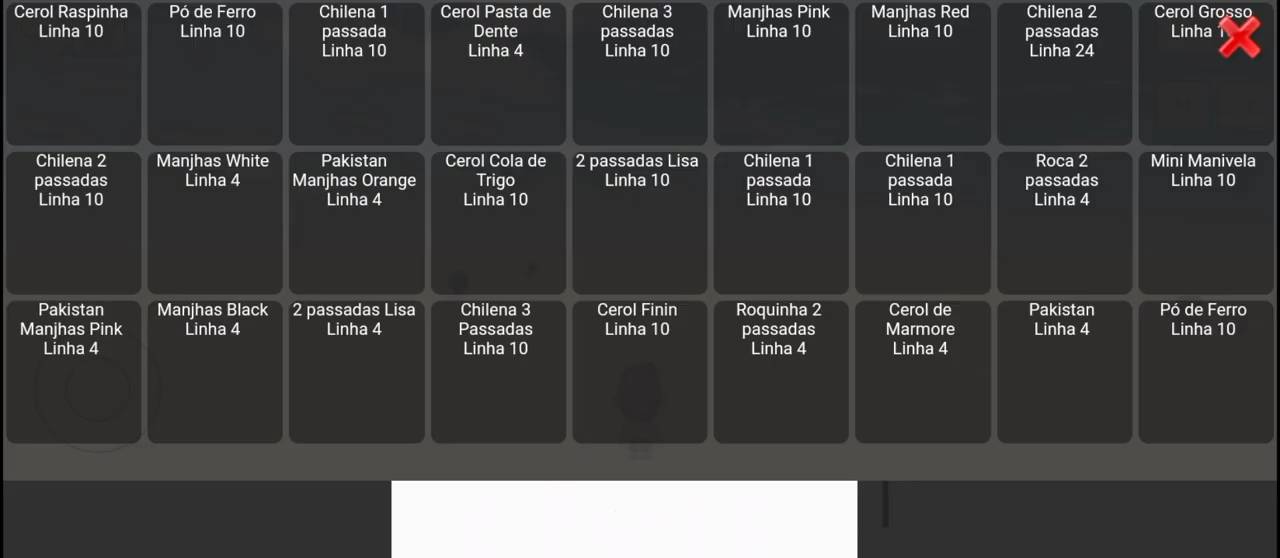 Cerol Raspinha
Linha 10
Pó de Ferro
Linha 10
Chilena 1
passada
Linha 10
Cerol Pasta de
Dente
Linha 4
Chilena 3
passadas
Linha 10
Manjhas Pink
Linha 10
Manjhas Red
Linha 10
Chilena 2
passadas
Linha 24
Cerol Grosso
Linha
Chilena 2
passadas
Linha 10
Manjhas White
Linha 4
Pakistan
Manjhas Orange
Linha 4
Cerol Cola de
Trigo
Linha 10
2 passadas Lisa
Linha 10
Chilena 1
passada
Linha 10
Chilena 1
passada
Linha 10
Roca 2
passadas
Linha 4
Mini Manivela
Linha 10
Pakistan
Manjhas Pink
Linha 4
Manjhas Black
Linha 4
2 passadas Lisa
Linha 4
Chilena 3
Passadas
Linha 10
Cerol Finin
Linha 10
Roquinha 2
passadas
Linha 4
Cerol de
Marmore
Linha 4
Pakistan
Linha 4
Pó de Ferro
Linha 10